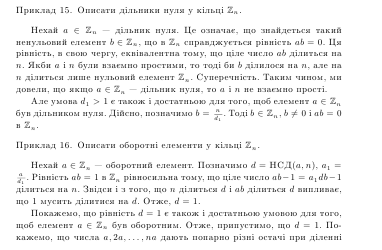 Приклад 15. Описати дільники нуля у кільці ℤₙ.
Нехай a ∈ ℤₙ — дільник нуля. Це означає, що знайдеться такий
ненульовий елемент b ∈ ℤₙ, що в ℤₙ справджується рівність ab = 0. Ця
рівність, в свою чергу, еквівалентна тому, що ціле число ab ділиться на
n. Якби a і n були взаємно простими, то тоді би b ділилося на n, але на
n ділиться лише нульовий елемент ℤₙ. Суперечність. Таким чином, ми
довели, що якщо a ∈ ℤₙ — дільник нуля, то a і n не взаємно прості.
Але умова d₁ > 1 є також і достатньою для того, щоб елемент a ∈ ℤₙ
був дільником нуля. Дійсно, позначимо b = n/d₁. Тоді b ∈ ℤₙ, b ≠ 0 і ab = 0
в ℤₙ.
Приклад 16. Описати оборотні елементи у кільці ℤₙ.
Нехай a ∈ ℤₙ — оборотний елемент. Позначимо d = НСД(a, n), a₁ =
a/d₁. Рівність ab = 1 в ℤₙ рівносильна тому, що ціле число ab−1 = a₁db−1
ділиться на n. Звідси і з того, що n ділиться d і ab ділиться d випливає,
що 1 мусить ділитися на d. Отже, d = 1.
Покажемо, що рівність d = 1 є також і достатньою умовою для того,
щоб елемент a ∈ ℤₙ був оборотним. Отже, припустимо, що d = 1. По-
кажемо, що числа a, 2a, . . . , na дають попарно різні остачі при діленні